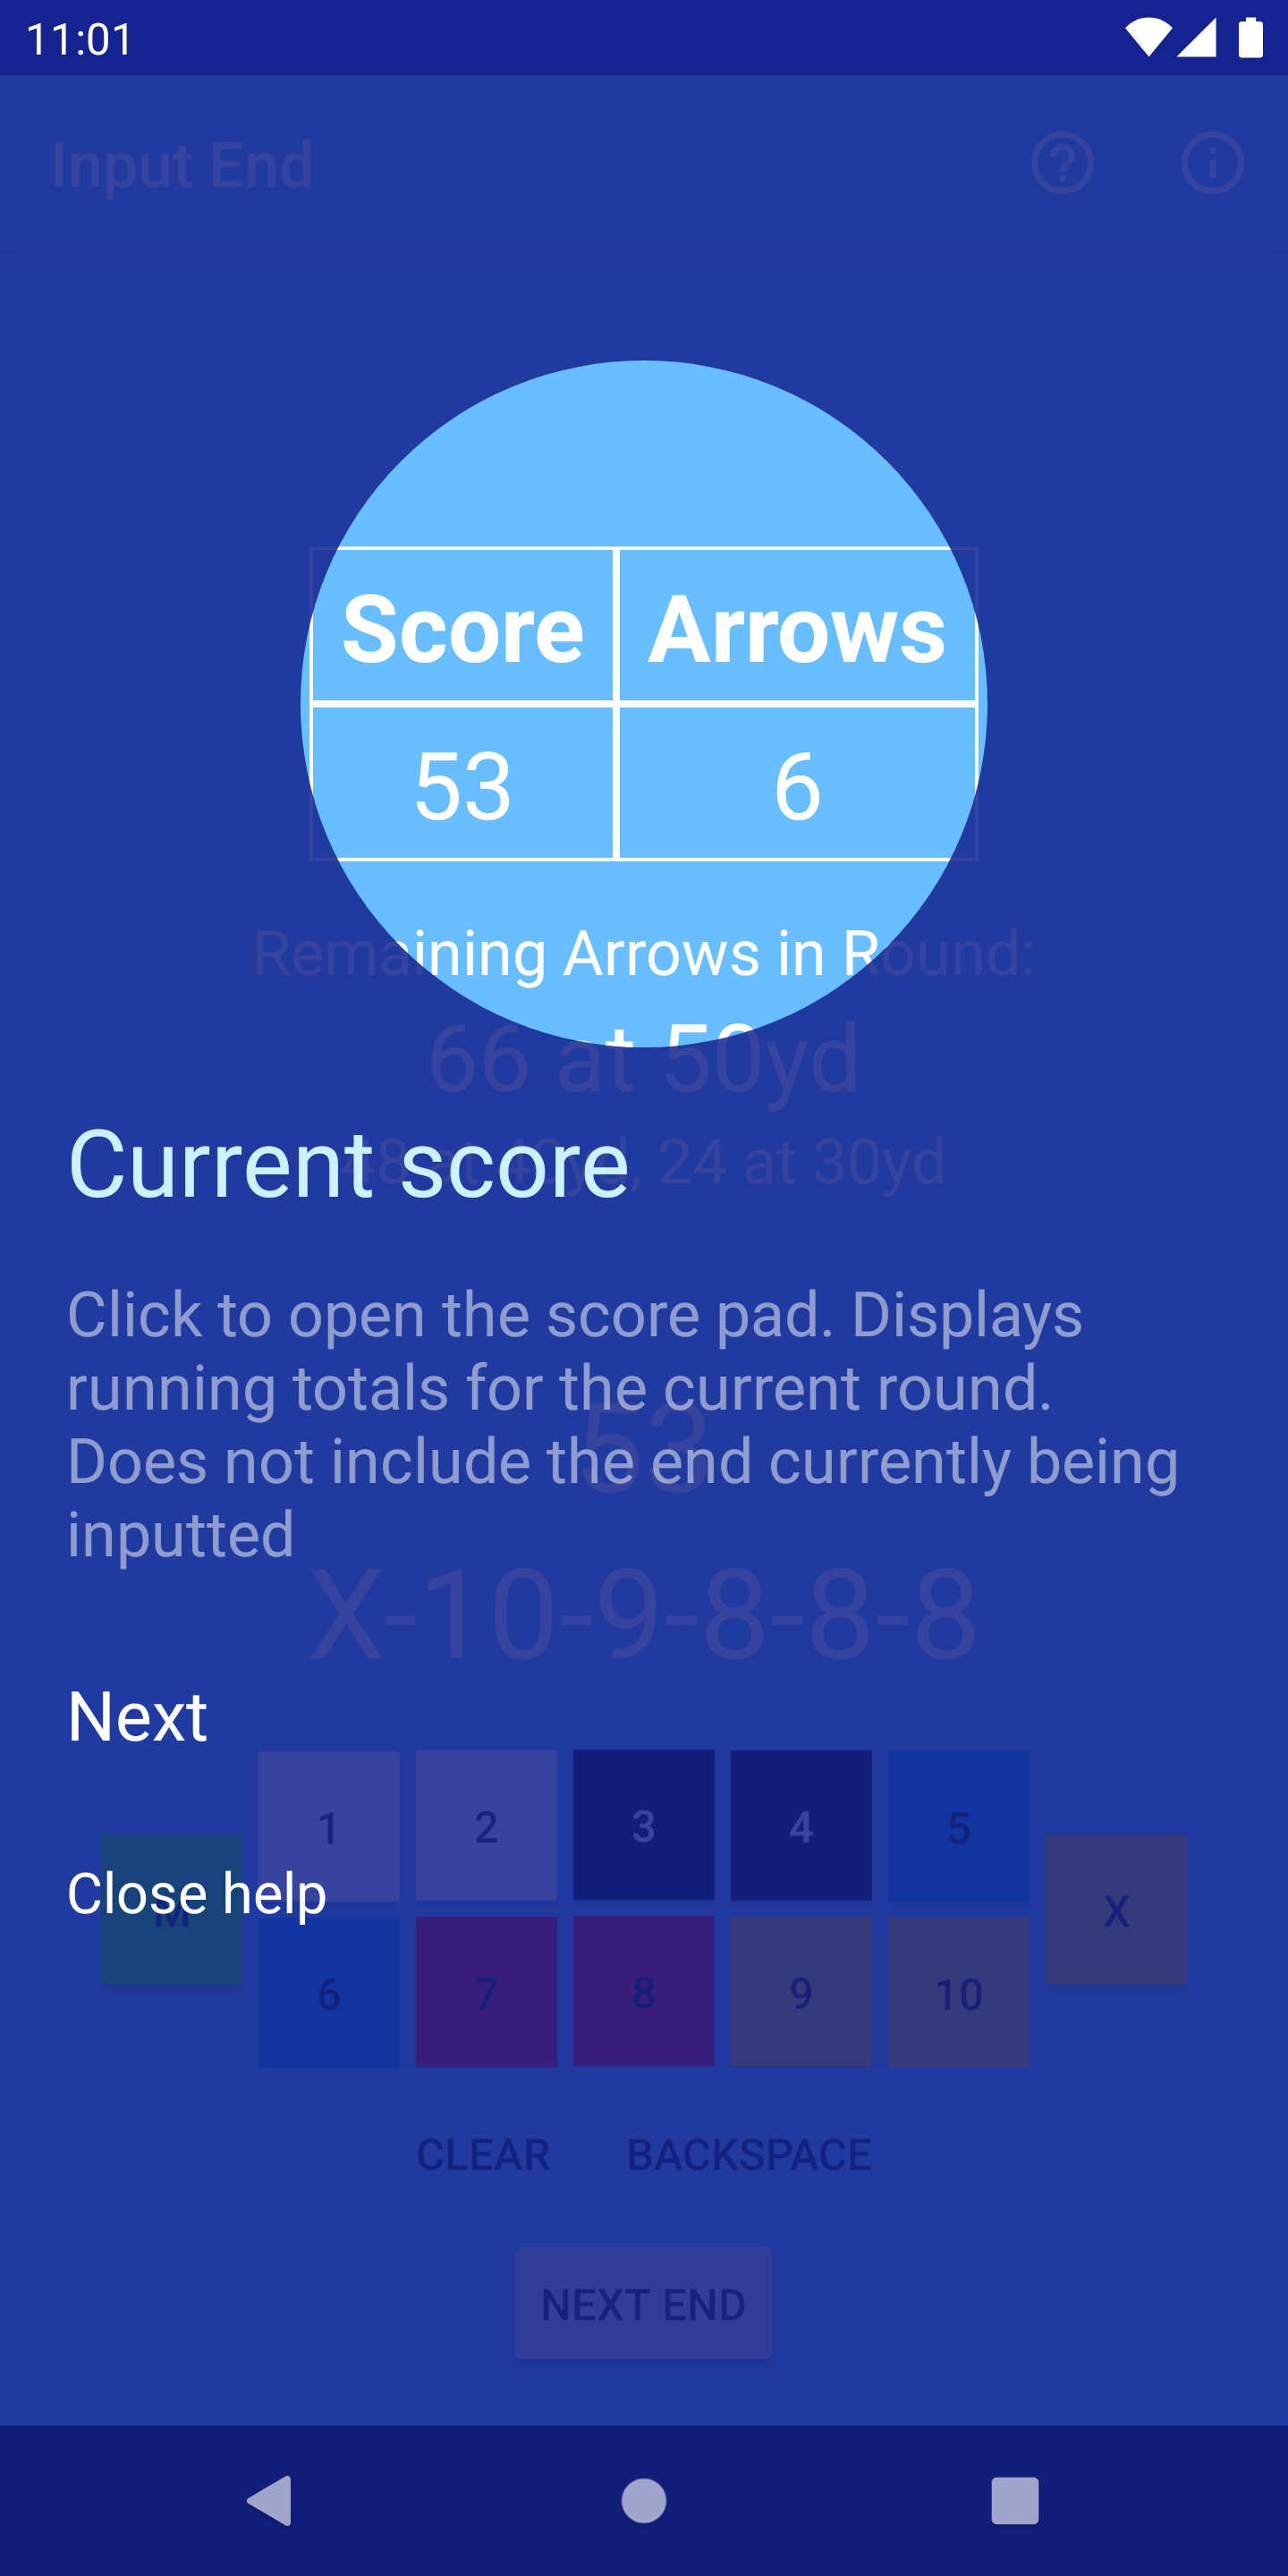 11:01
Input End
Score Arrows
53 6
Remaining Arrows in Round:
66 at 50yd
48 at 40yd, 24 at 30yd
Current score
Click to open the score pad. Displays
running totals for the current round.
Does not include the end currently being
inputted
53
X-10-9-8-8-8
Next
1 2 3 4 5
M X
Close help
6 7 8 9 10
CLEAR BACKSPACE
NEXT END